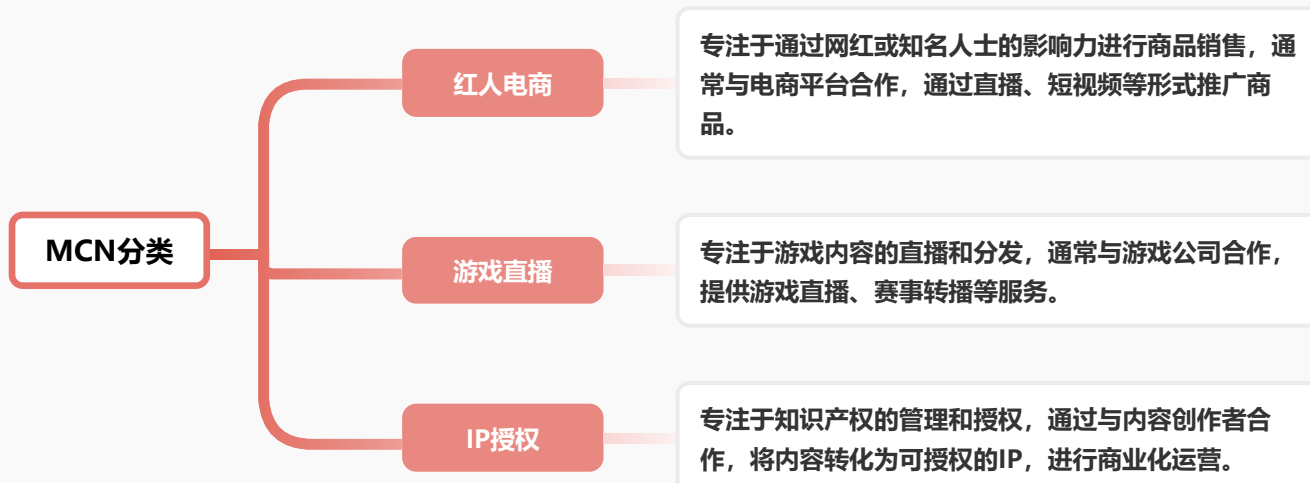 MCN分类
红人电商
专注于通过网红或知名人士的影响力进行商品销售，通
常与电商平台合作，通过直播、短视频等形式推广商
品。
游戏直播
专注于游戏内容的直播和分发，通常与游戏公司合作，
提供游戏直播、赛事转播等服务。
IP授权
专注于知识产权的管理和授权，通过与内容创作者合
作，将内容转化为可授权的IP，进行商业化运营。